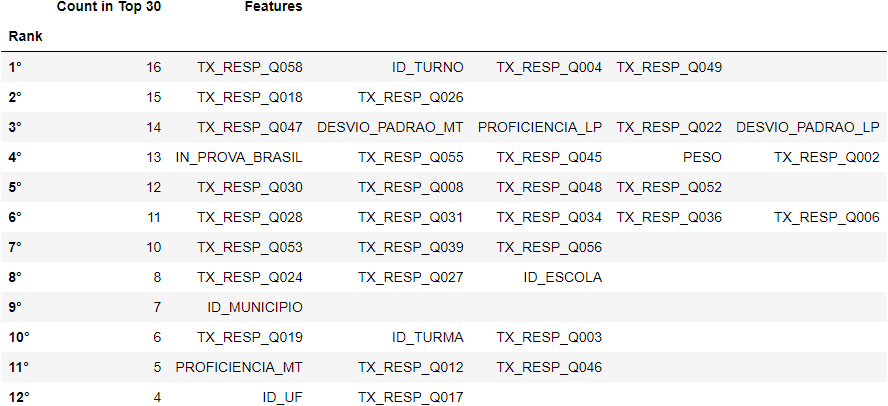 Count in Top 30 Features
Rank
1° 16 TX_RESP_Q058 ID_TURNO TX_RESP_Q004 TX_RESP_Q049
2° 15 TX_RESP_Q018 TX_RESP_Q026
3° 14 TX_RESP_Q047 DESVIO_PADRAO_MT PROFICIENCIA_LP TX_RESP_Q022 DESVIO_PADRAO_LP
4° 13 IN_PROVA_BRASIL TX_RESP_Q055 TX_RESP_Q045 PESO TX_RESP_Q002
5° 12 TX_RESP_Q030 TX_RESP_Q008 TX_RESP_Q048 TX_RESP_Q052
6° 11 TX_RESP_Q028 TX_RESP_Q031 TX_RESP_Q034 TX_RESP_Q036 TX_RESP_Q006
7° 10 TX_RESP_Q053 TX_RESP_Q039 TX_RESP_Q056
8° 8 TX_RESP_Q024 TX_RESP_Q027 ID_ESCOLA
9° 7 ID_MUNICIPIO
10° 6 TX_RESP_Q019 ID_TURMA TX_RESP_Q003
11° 5 PROFICIENCIA_MT TX_RESP_Q012 TX_RESP_Q046
12° 4 ID_UF TX_RESP_Q017